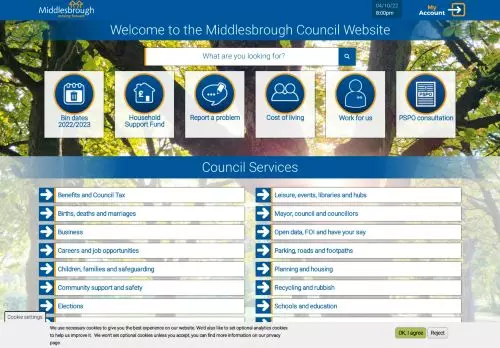 Middlesbrough
moving forward
04/10/22
8:00pm
My
Account
Welcome to the Middlesbrough Council Website
What are you looking for?
Bin dates
2022/2023
Household
Support Fund
Report a problem
Cost of living
Work for us
PSPO
PSPO consultation
Council Services
Benefits and Council Tax
Leisure, events, libraries and hubs
Births, deaths and marriages
Mayor, council and councillors
Business
Open data, FOI and have your say
Careers and job opportunities
Parking, roads and footpaths
Children, families and safeguarding
Planning and housing
Community support and safety
Recycling and rubbish
Elections
Schools and education
Cookie settings
We use necessary cookies to give you the best experience on our website. We'd also like to set optional analytics cookies
to help us improve it. We won't set optional cookies unless you accept, you can find more information on our privacy
page
OK, I agree
Reject